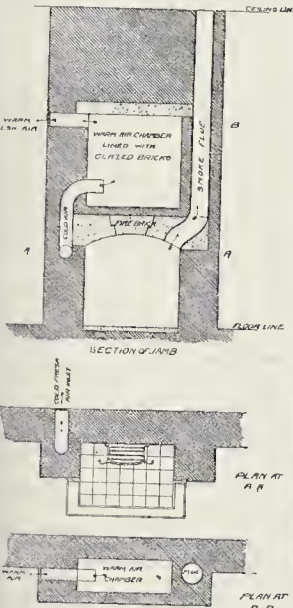 CEILING LINE
WARM
AIR
B
WARM AIR CHAMBER
LINED WITH
GLAZED BRICKS
SMOKE FLUE
COLD AIR
FIRE BRICK
A
A
FLOOR LINE
SECTION OF JAMB
COLD FRESH
AIR INLET
PLAN AT
A A
WARM
AIR
WARM AIR
CHAMBER
FLUE
PLAN AT
B B